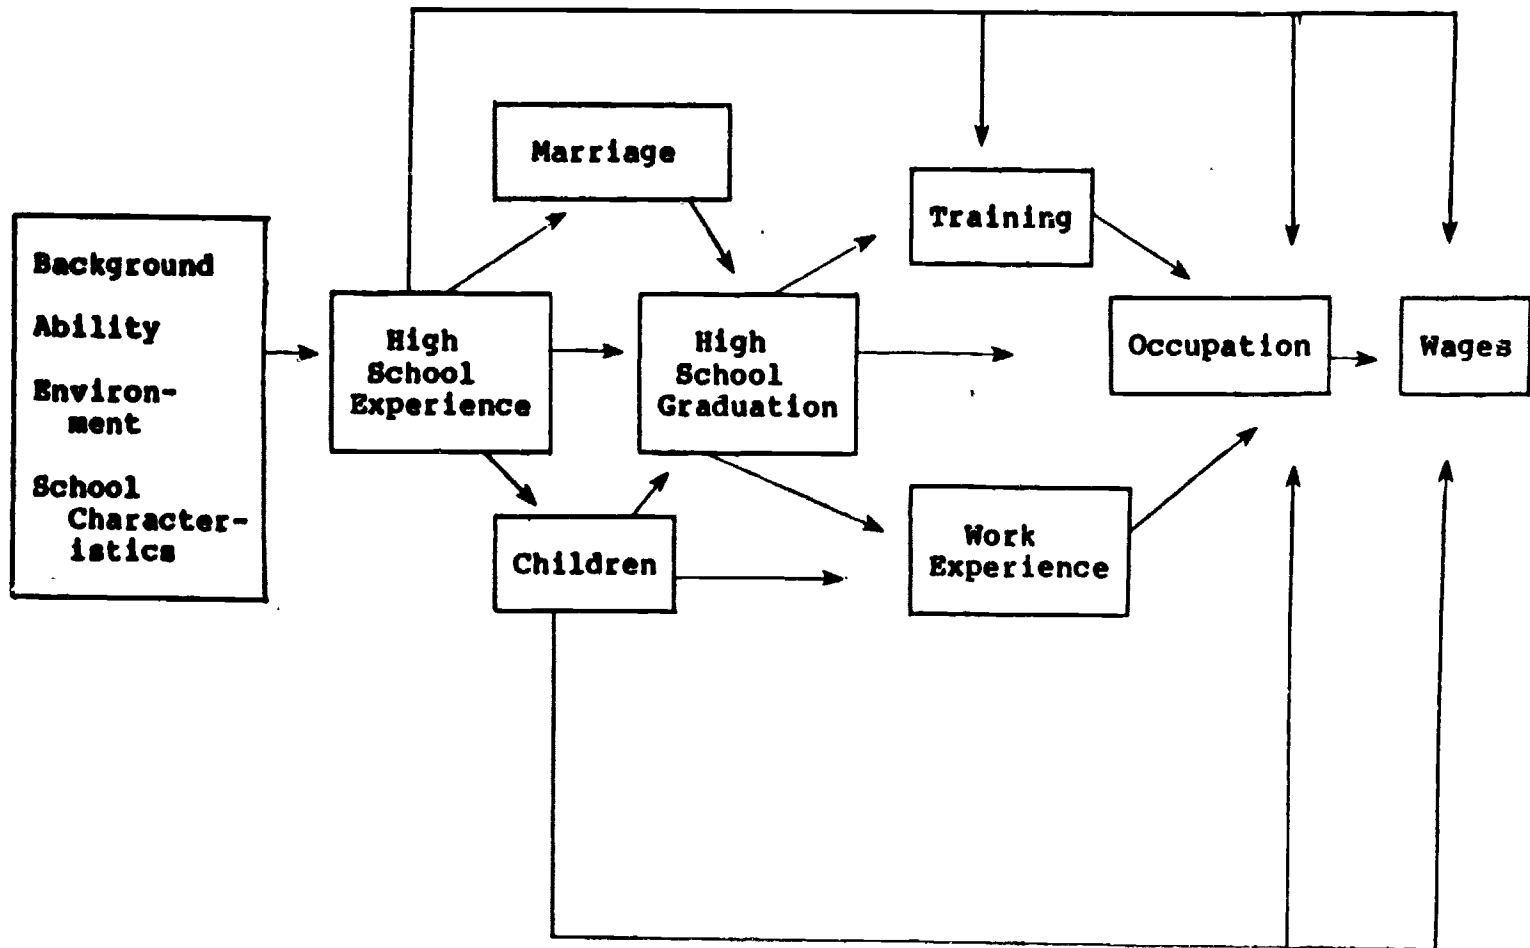 Marriage
Training
Background
Ability
Environ-
ment
School
Character-
istics
High
School
Experience
High
School
Graduation
Occupation
Wages
Children
Work
Experience